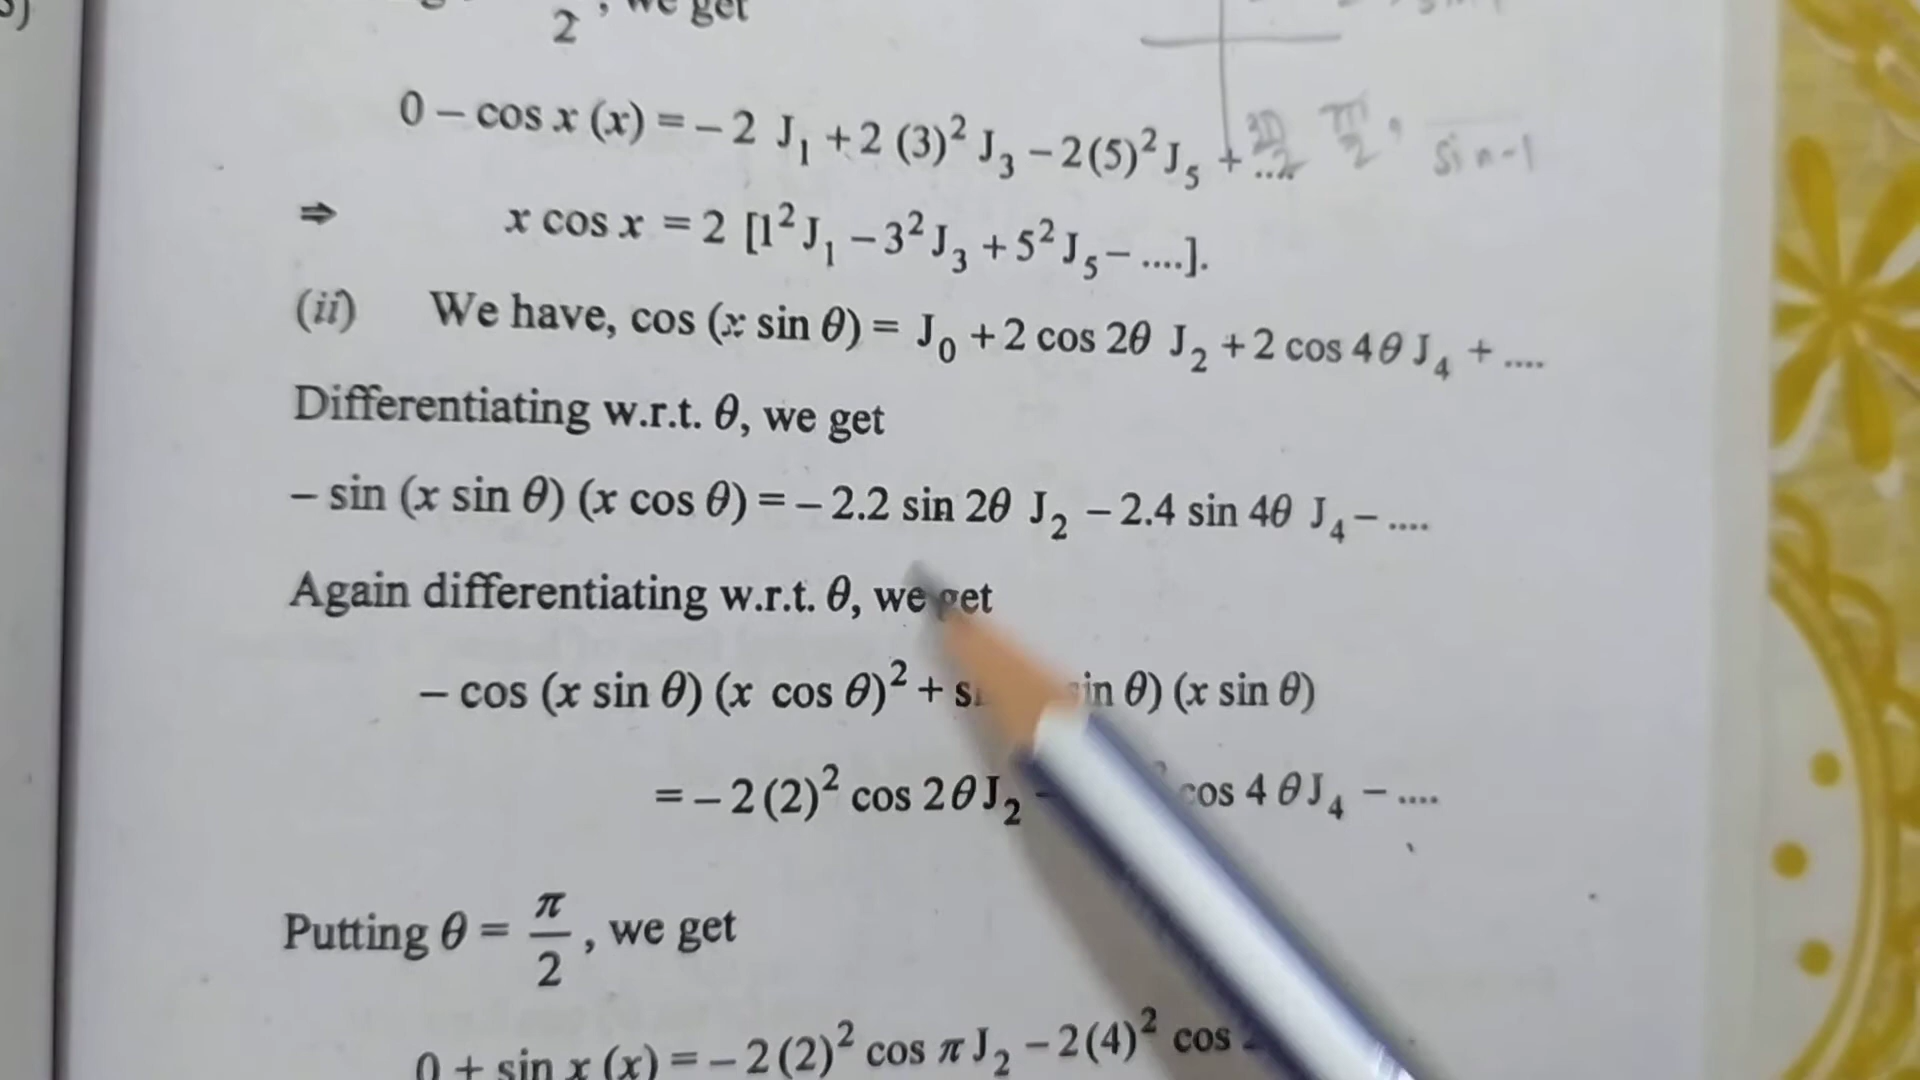 2 , we get
0 – cos x (x) = – 2 J₁ + 2 (3)² J₃ – 2(5)² J₅ + ....
π/2 ,
sin-1
⇒ x cos x = 2 [1² J₁ – 3² J₃ + 5² J₅ – ....].
(ii) We have, cos (x sin θ) = J₀ + 2 cos 2θ J₂ + 2 cos 4θ J₄ + ....
Differentiating w.r.t. θ, we get
– sin (x sin θ) (x cos θ) = – 2.2 sin 2θ J₂ – 2.4 sin 4θ J₄ – ....
Again differentiating w.r.t. θ, we get
– cos (x sin θ) (x cos θ)² + sin θ) (x sin θ)
= – 2 (2)² cos 2θ J₂ – cos 4 θ J₄ – ....
Putting θ = π/2 , we get
0 + sin x (x) = – 2 (2)² cos π J₂ – 2 (4)² cos